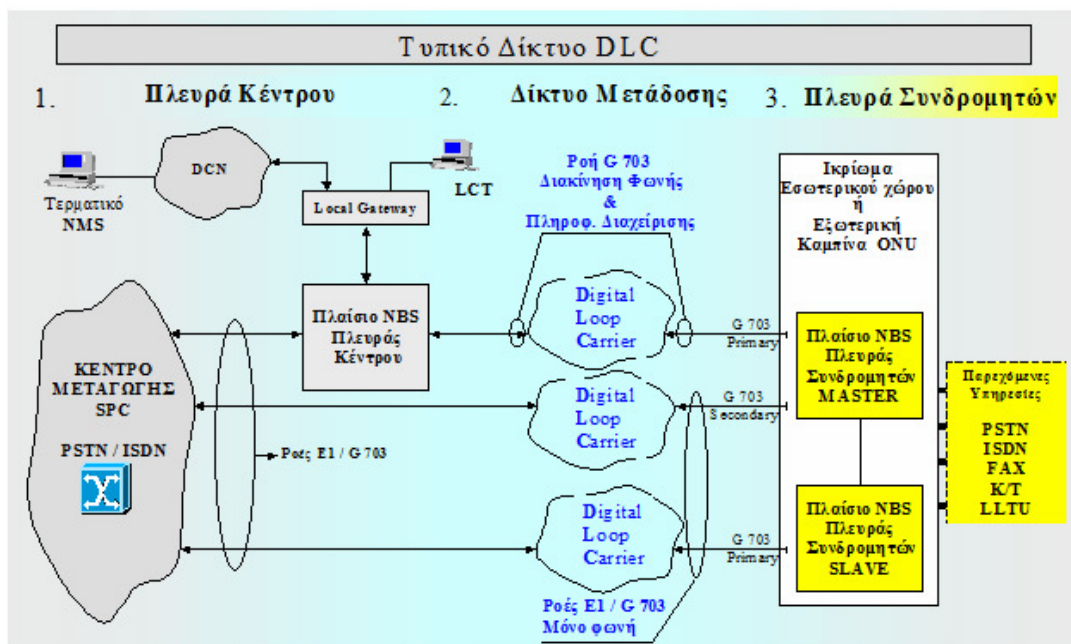 Τυπικό Δίκτυο DLC
1. Πλευρά Κέντρου
2. Δίκτυο Μετάδοσης
3. Πλευρά Συνδρομητών
DCN
Τερματικό
NMS
LCT
Local Gateway
Πλαίσιο NBS
Πλευράς
Κέντρου
ΚΕΝΤΡΟ
ΜΕΤΑΓΩΓΗΣ
SPC
PSTN / ISDN
Ροές E1 / G 703
Ροή G 703
Διακίνηση Φωνής
&
Πληροφ. Διαχείρισης
Digital
Loop
Carrier
Digital
Loop
Carrier
Digital
Loop
Carrier
G 703
Primary
G 703
Secondary
G 703
Primary
Ροές E1 / G 703
Μόνο φωνή
Ικρίωμα
Εσωτερικού χώρου
ή
Εξωτερική
Καμπίνα ONU
Πλαίσιο NBS
Πλευράς
Συνδρομητών
MASTER
Πλαίσιο NBS
Πλευράς
Συνδρομητών
SLAVE
Παρεχόμενες
Υπηρεσίες
PSTN
ISDN
FAX
Κ/Τ
LLTU